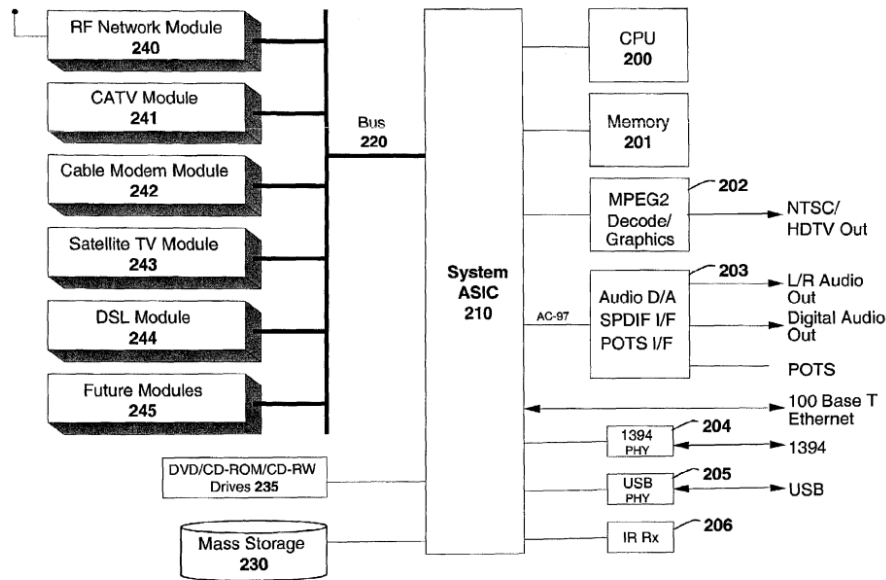 RF Network Module
240
CATV Module
241
Cable Modem Module
242
Satellite TV Module
243
DSL Module
244
Future Modules
245
DVD/CD-ROM/CD-RW
Drives 235
Mass Storage
230
Bus
220
System
ASIC
210
CPU
200
Memory
201
202
MPEG2
Decode/
Graphics
NTSC/
HDTV Out
203
AC-97
Audio D/A
SPDIF I/F
POTS I/F
L/R Audio
Out
Digital Audio
Out
POTS
100 Base T
Ethernet
204
1394
PHY
1394
205
USB
PHY
USB
206
IR Rx